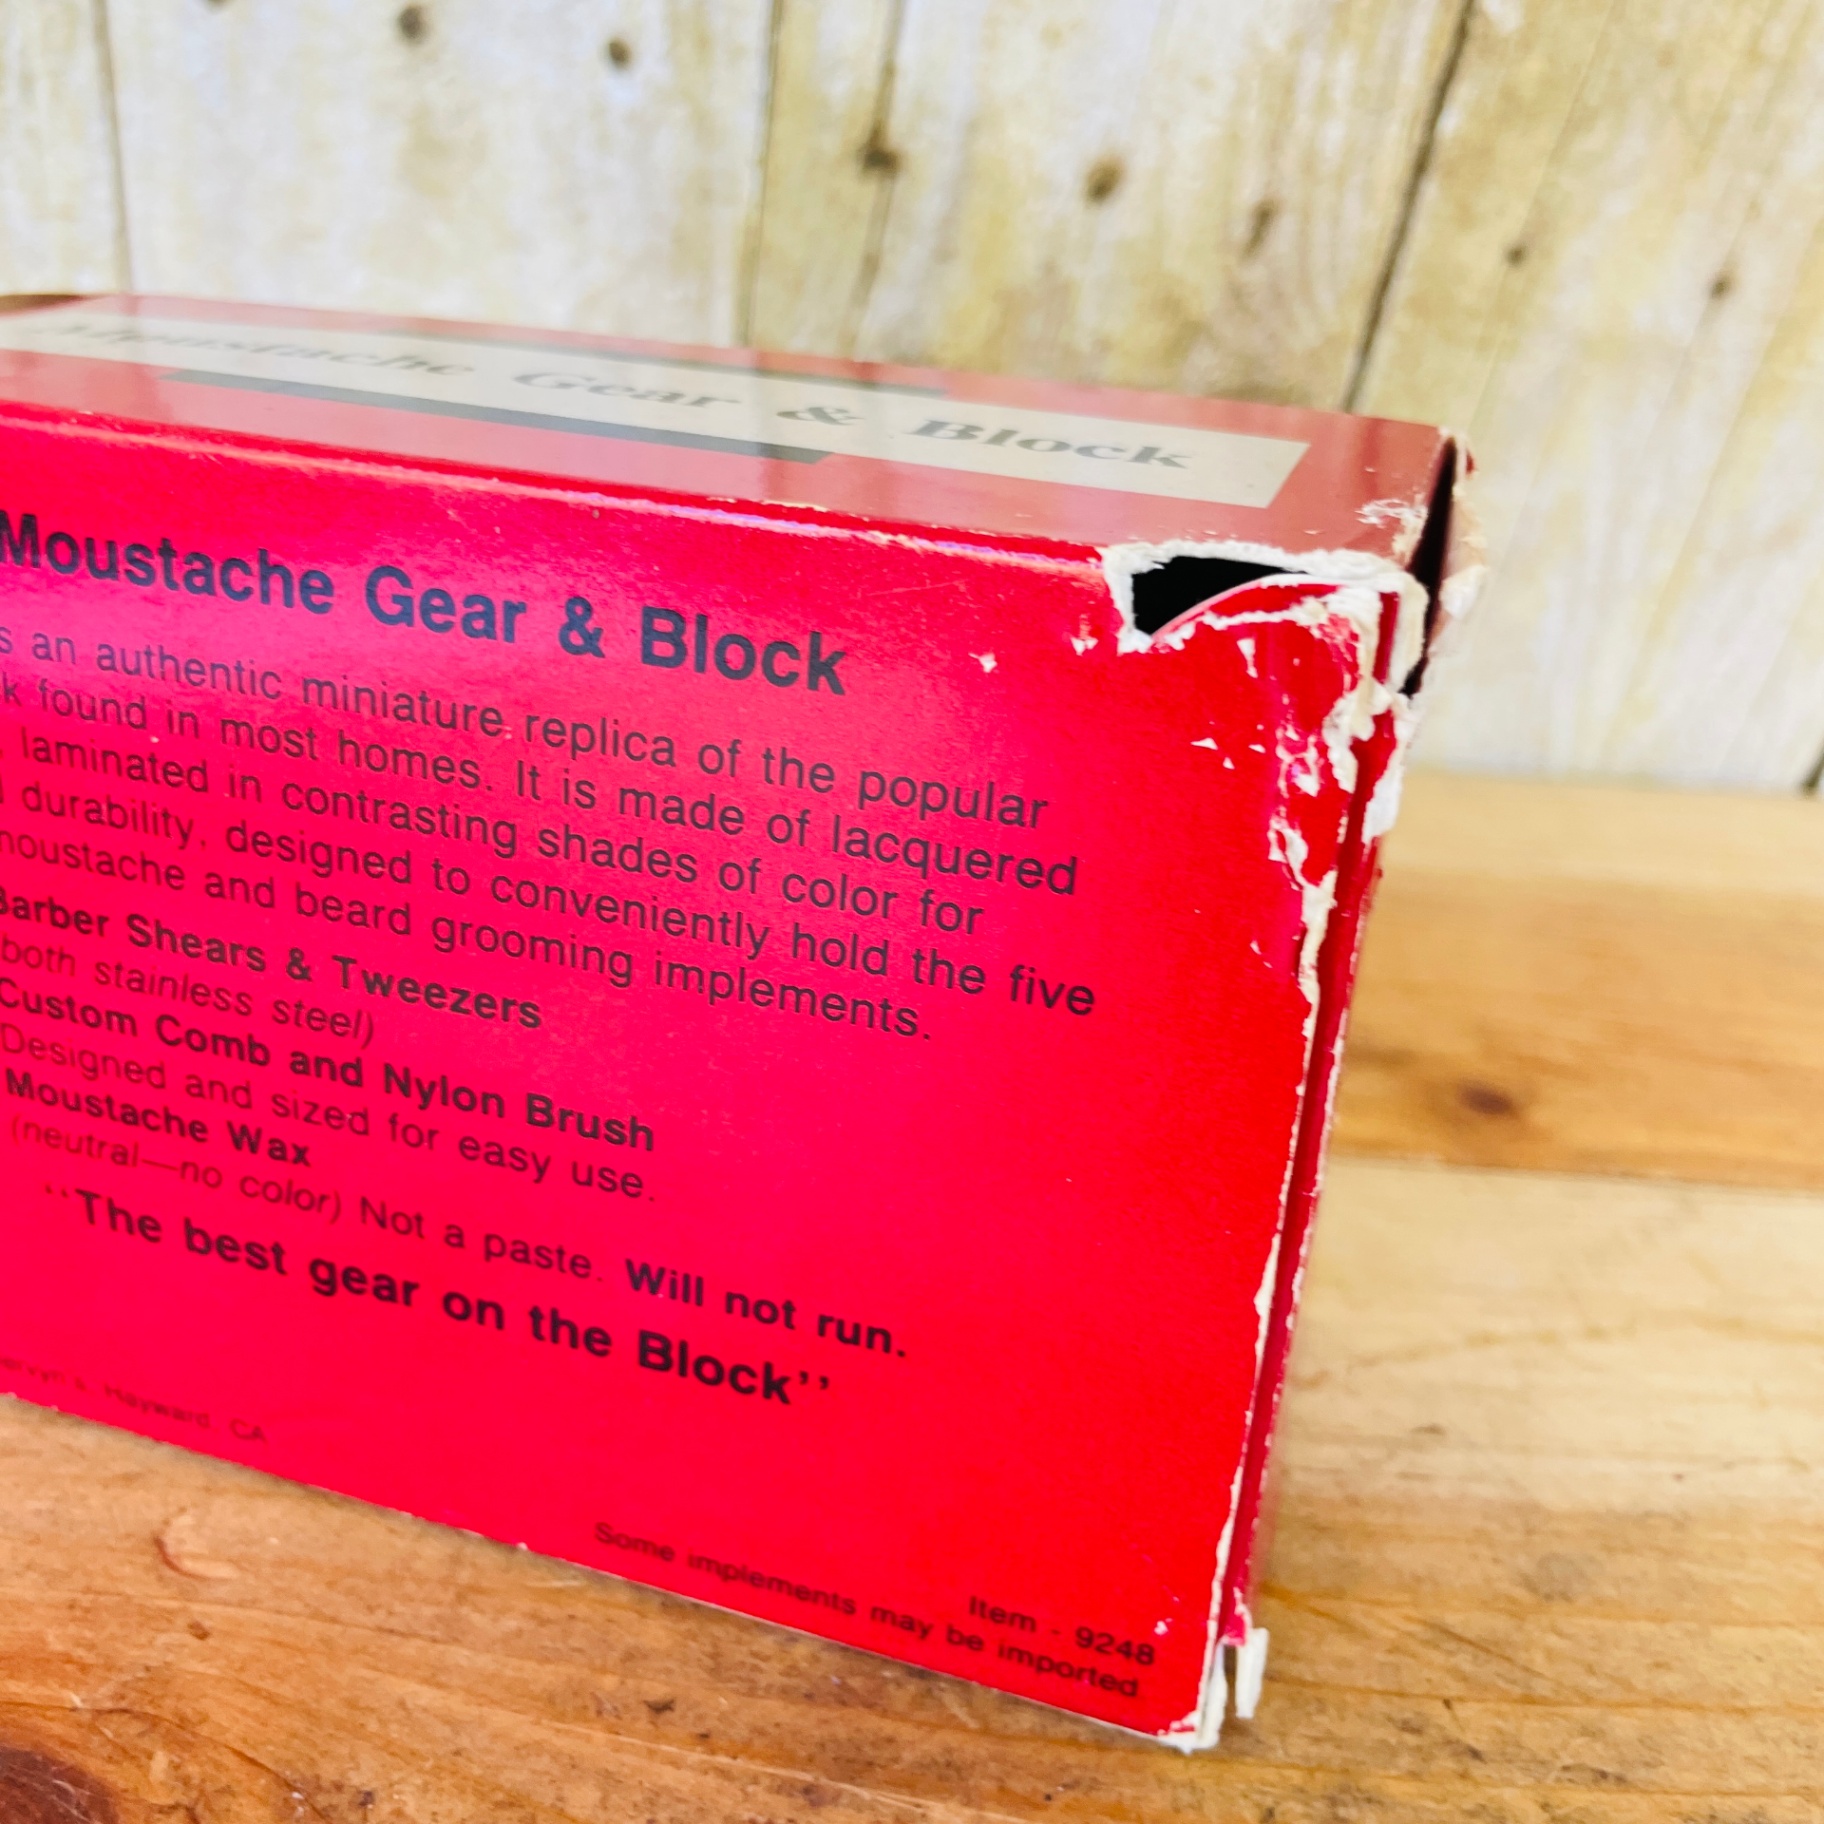 Moustache Gear & Block
Moustache Gear & Block
s an authentic miniature replica of the popular
k found in most homes. It is made of lacquered
, laminated in contrasting shades of color for
durability, designed to conveniently hold the five
moustache and beard grooming implements.
Barber Shears & Tweezers
both stainless steel)
Custom Comb and Nylon Brush
Designed and sized for easy use.
Moustache Wax
(neutral—no color) Not a paste. Will not run.
“The best gear on the Block”
Hayward, CA
Item - 9248
Some implements may be imported